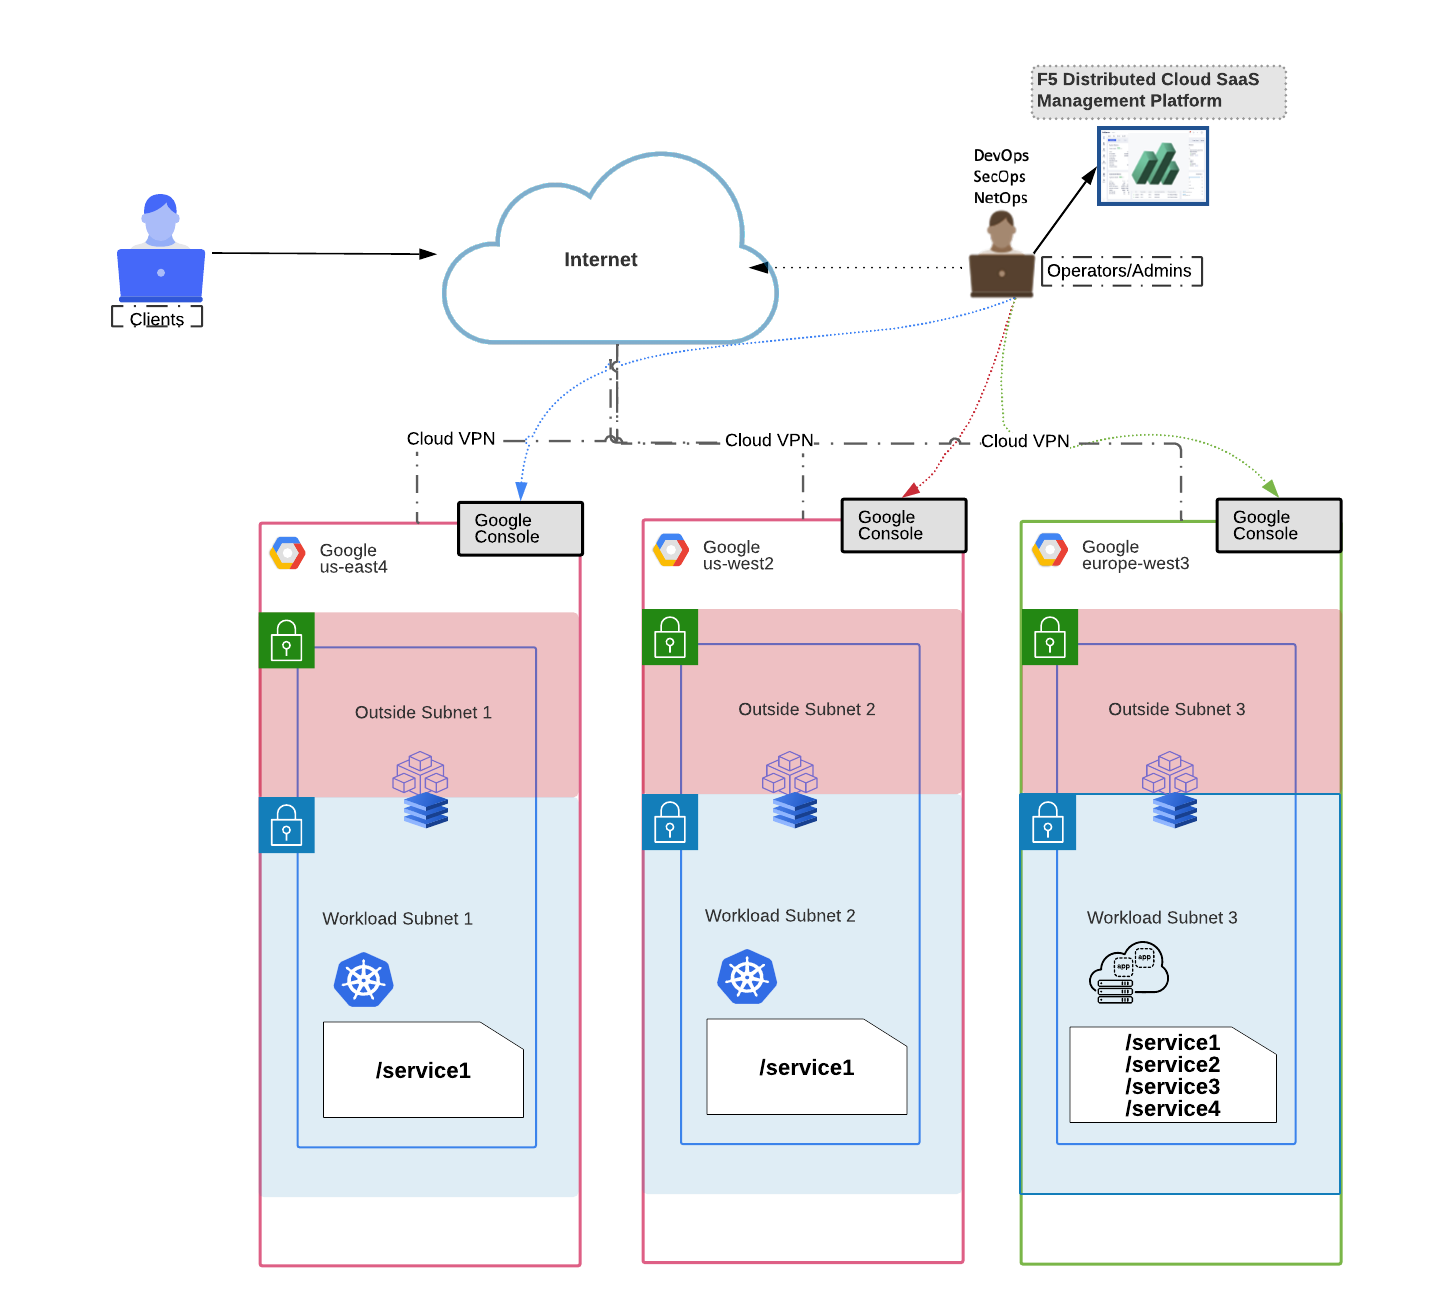 F5 Distributed Cloud SaaS
Management Platform
DevOps
SecOps
NetOps
Internet
Operators/Admins
Clients
Cloud VPN
Cloud VPN
Cloud VPN
Google
Console
Google
Console
Google
Console
Google
us-east4
Google
us-west2
Google
europe-west3
Outside Subnet 1
Outside Subnet 2
Outside Subnet 3
Workload Subnet 1
Workload Subnet 2
Workload Subnet 3
app
app
/service1
/service1
/service1
/service2
/service3
/service4